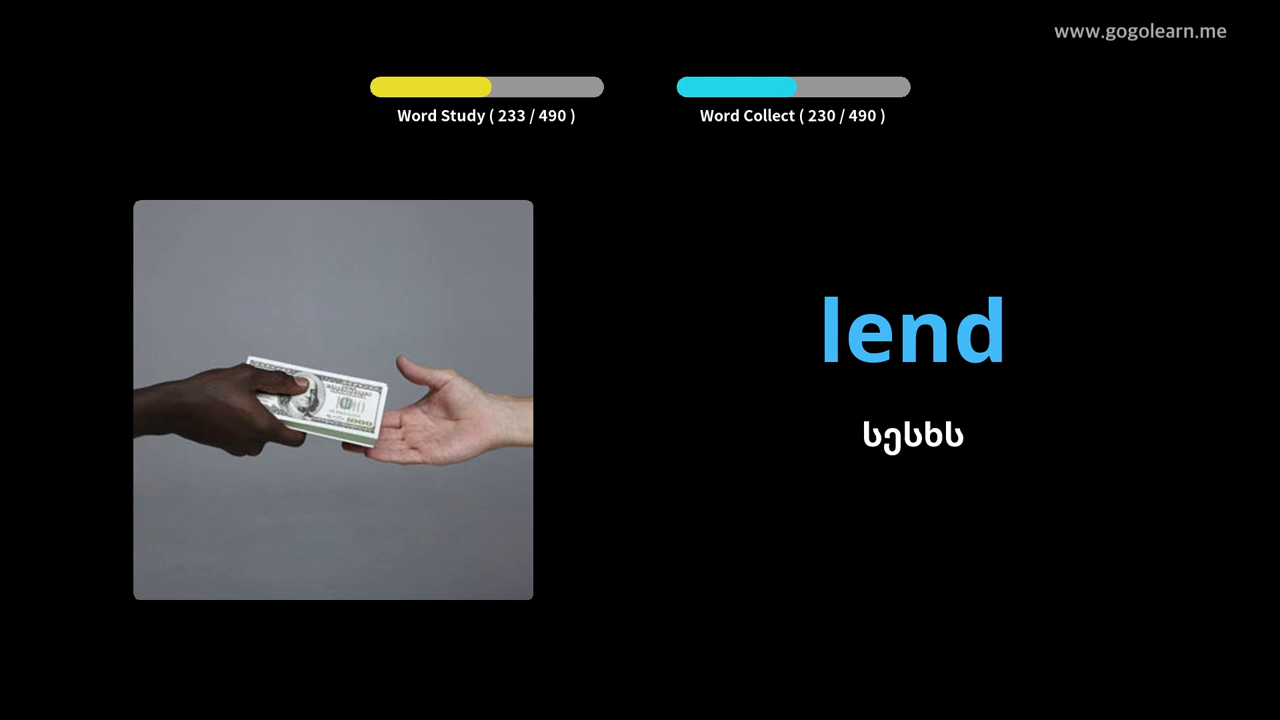 www.gogolearn.me
Word Study ( 233 / 490 )
Word Collect ( 230 / 490 )
lend
სესხს